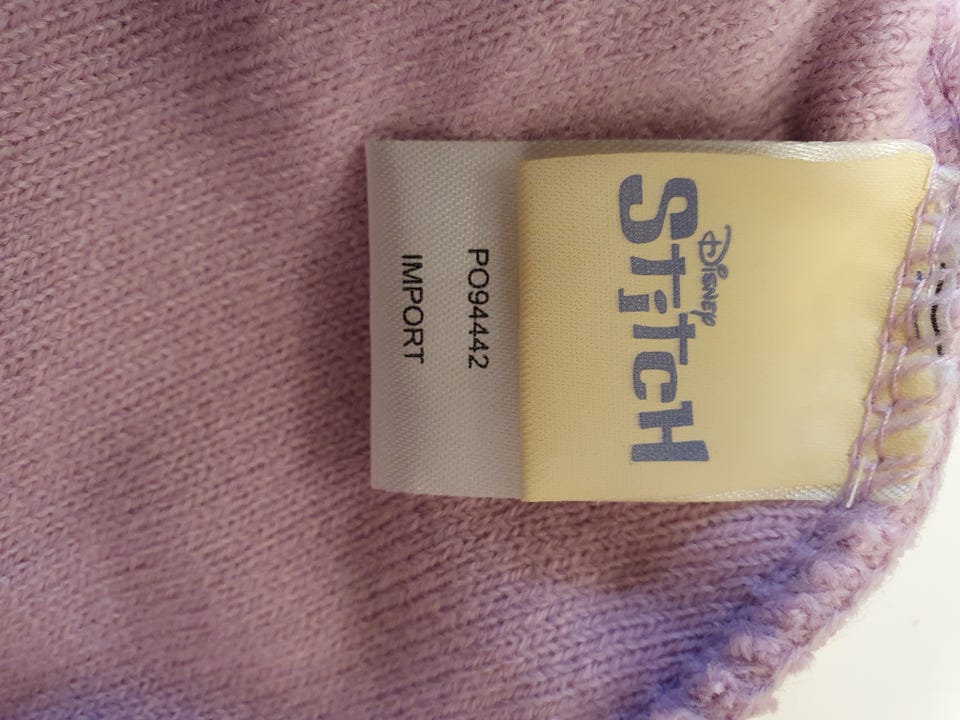 Disney
Stitch
PO94442
IMPORT